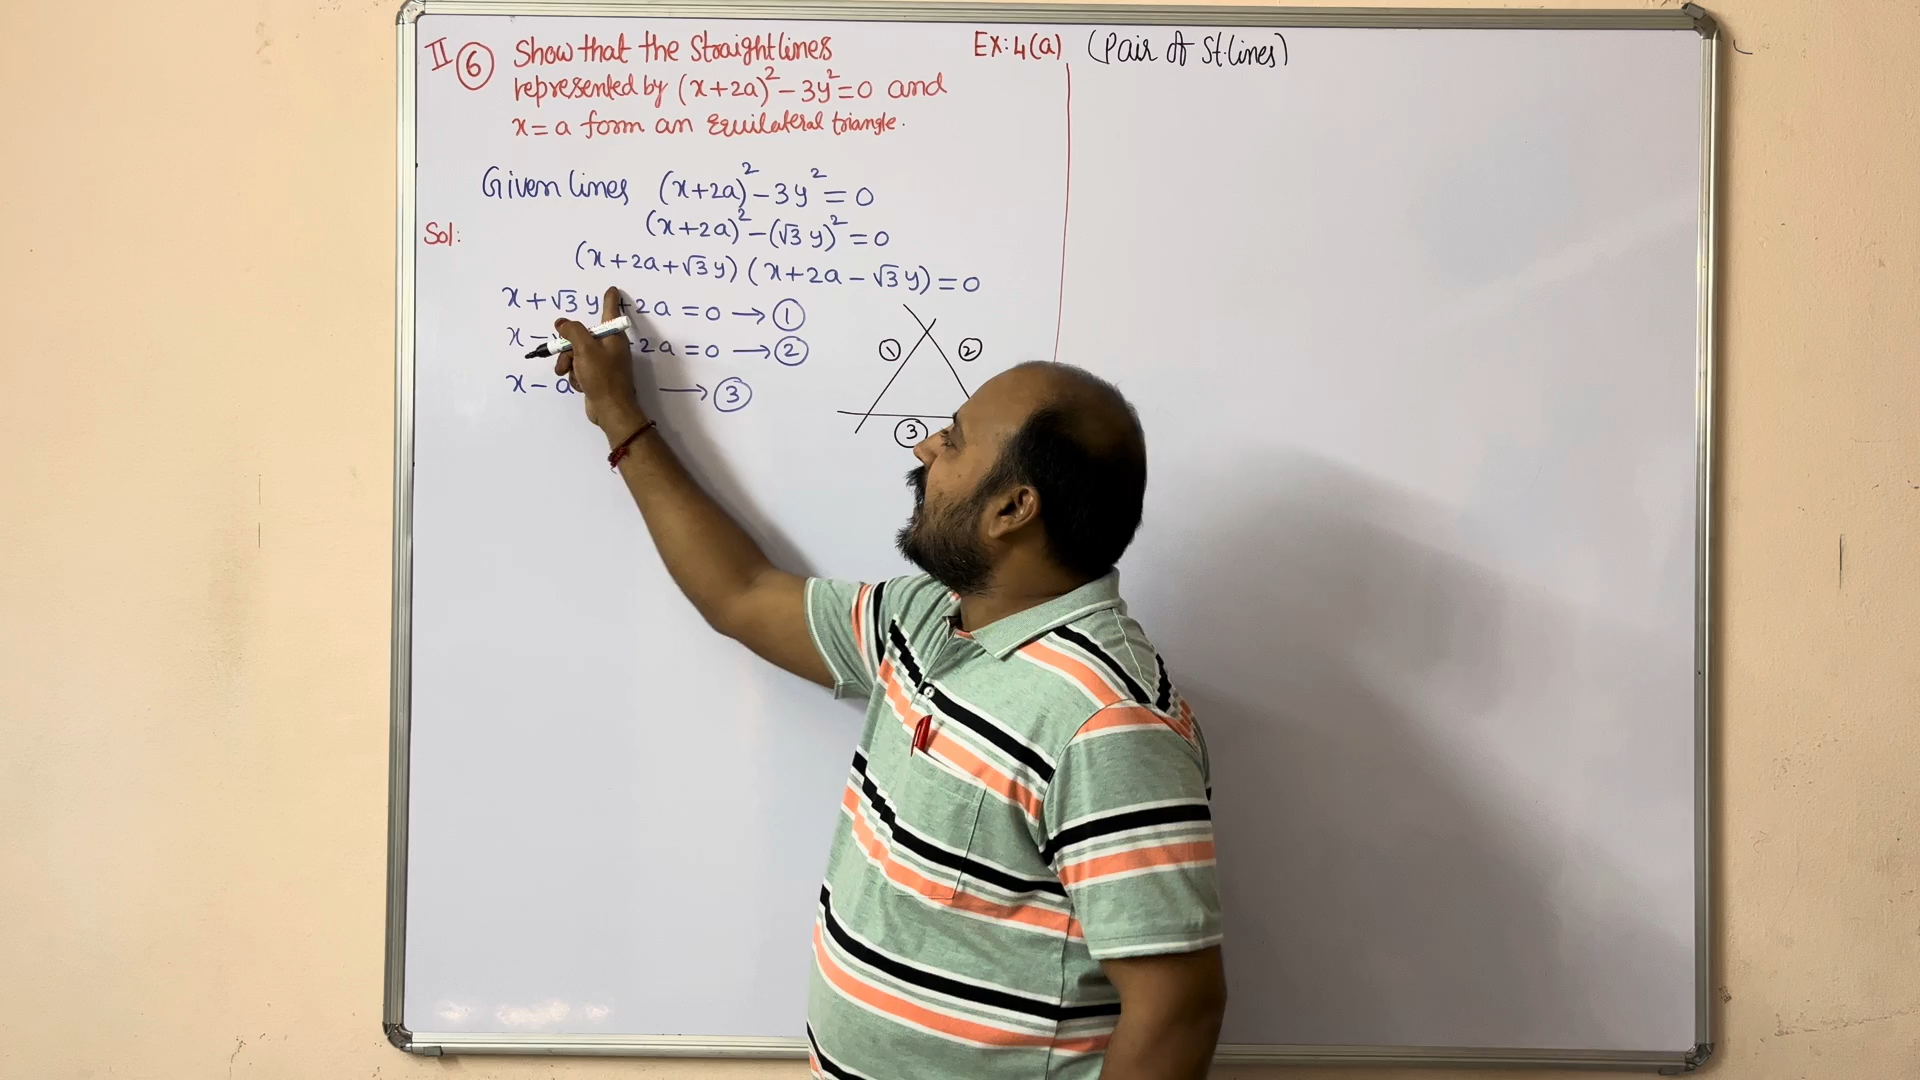 II ⑥ Show that the Straight lines
represented by (x+2a)² - 3y² = 0 and
x = a form an Equilateral triangle.
Ex: 4(a) (Pair of St. lines)
Given lines (x+2a)² - 3y² = 0
Sol:
(x+2a)² - (√3 y)² = 0
(x+2a+√3 y) (x+2a-√3 y) = 0
x+√3 y +2a = 0 → ①
x - 2a = 0 → ②
x - a → ③
① ②
③